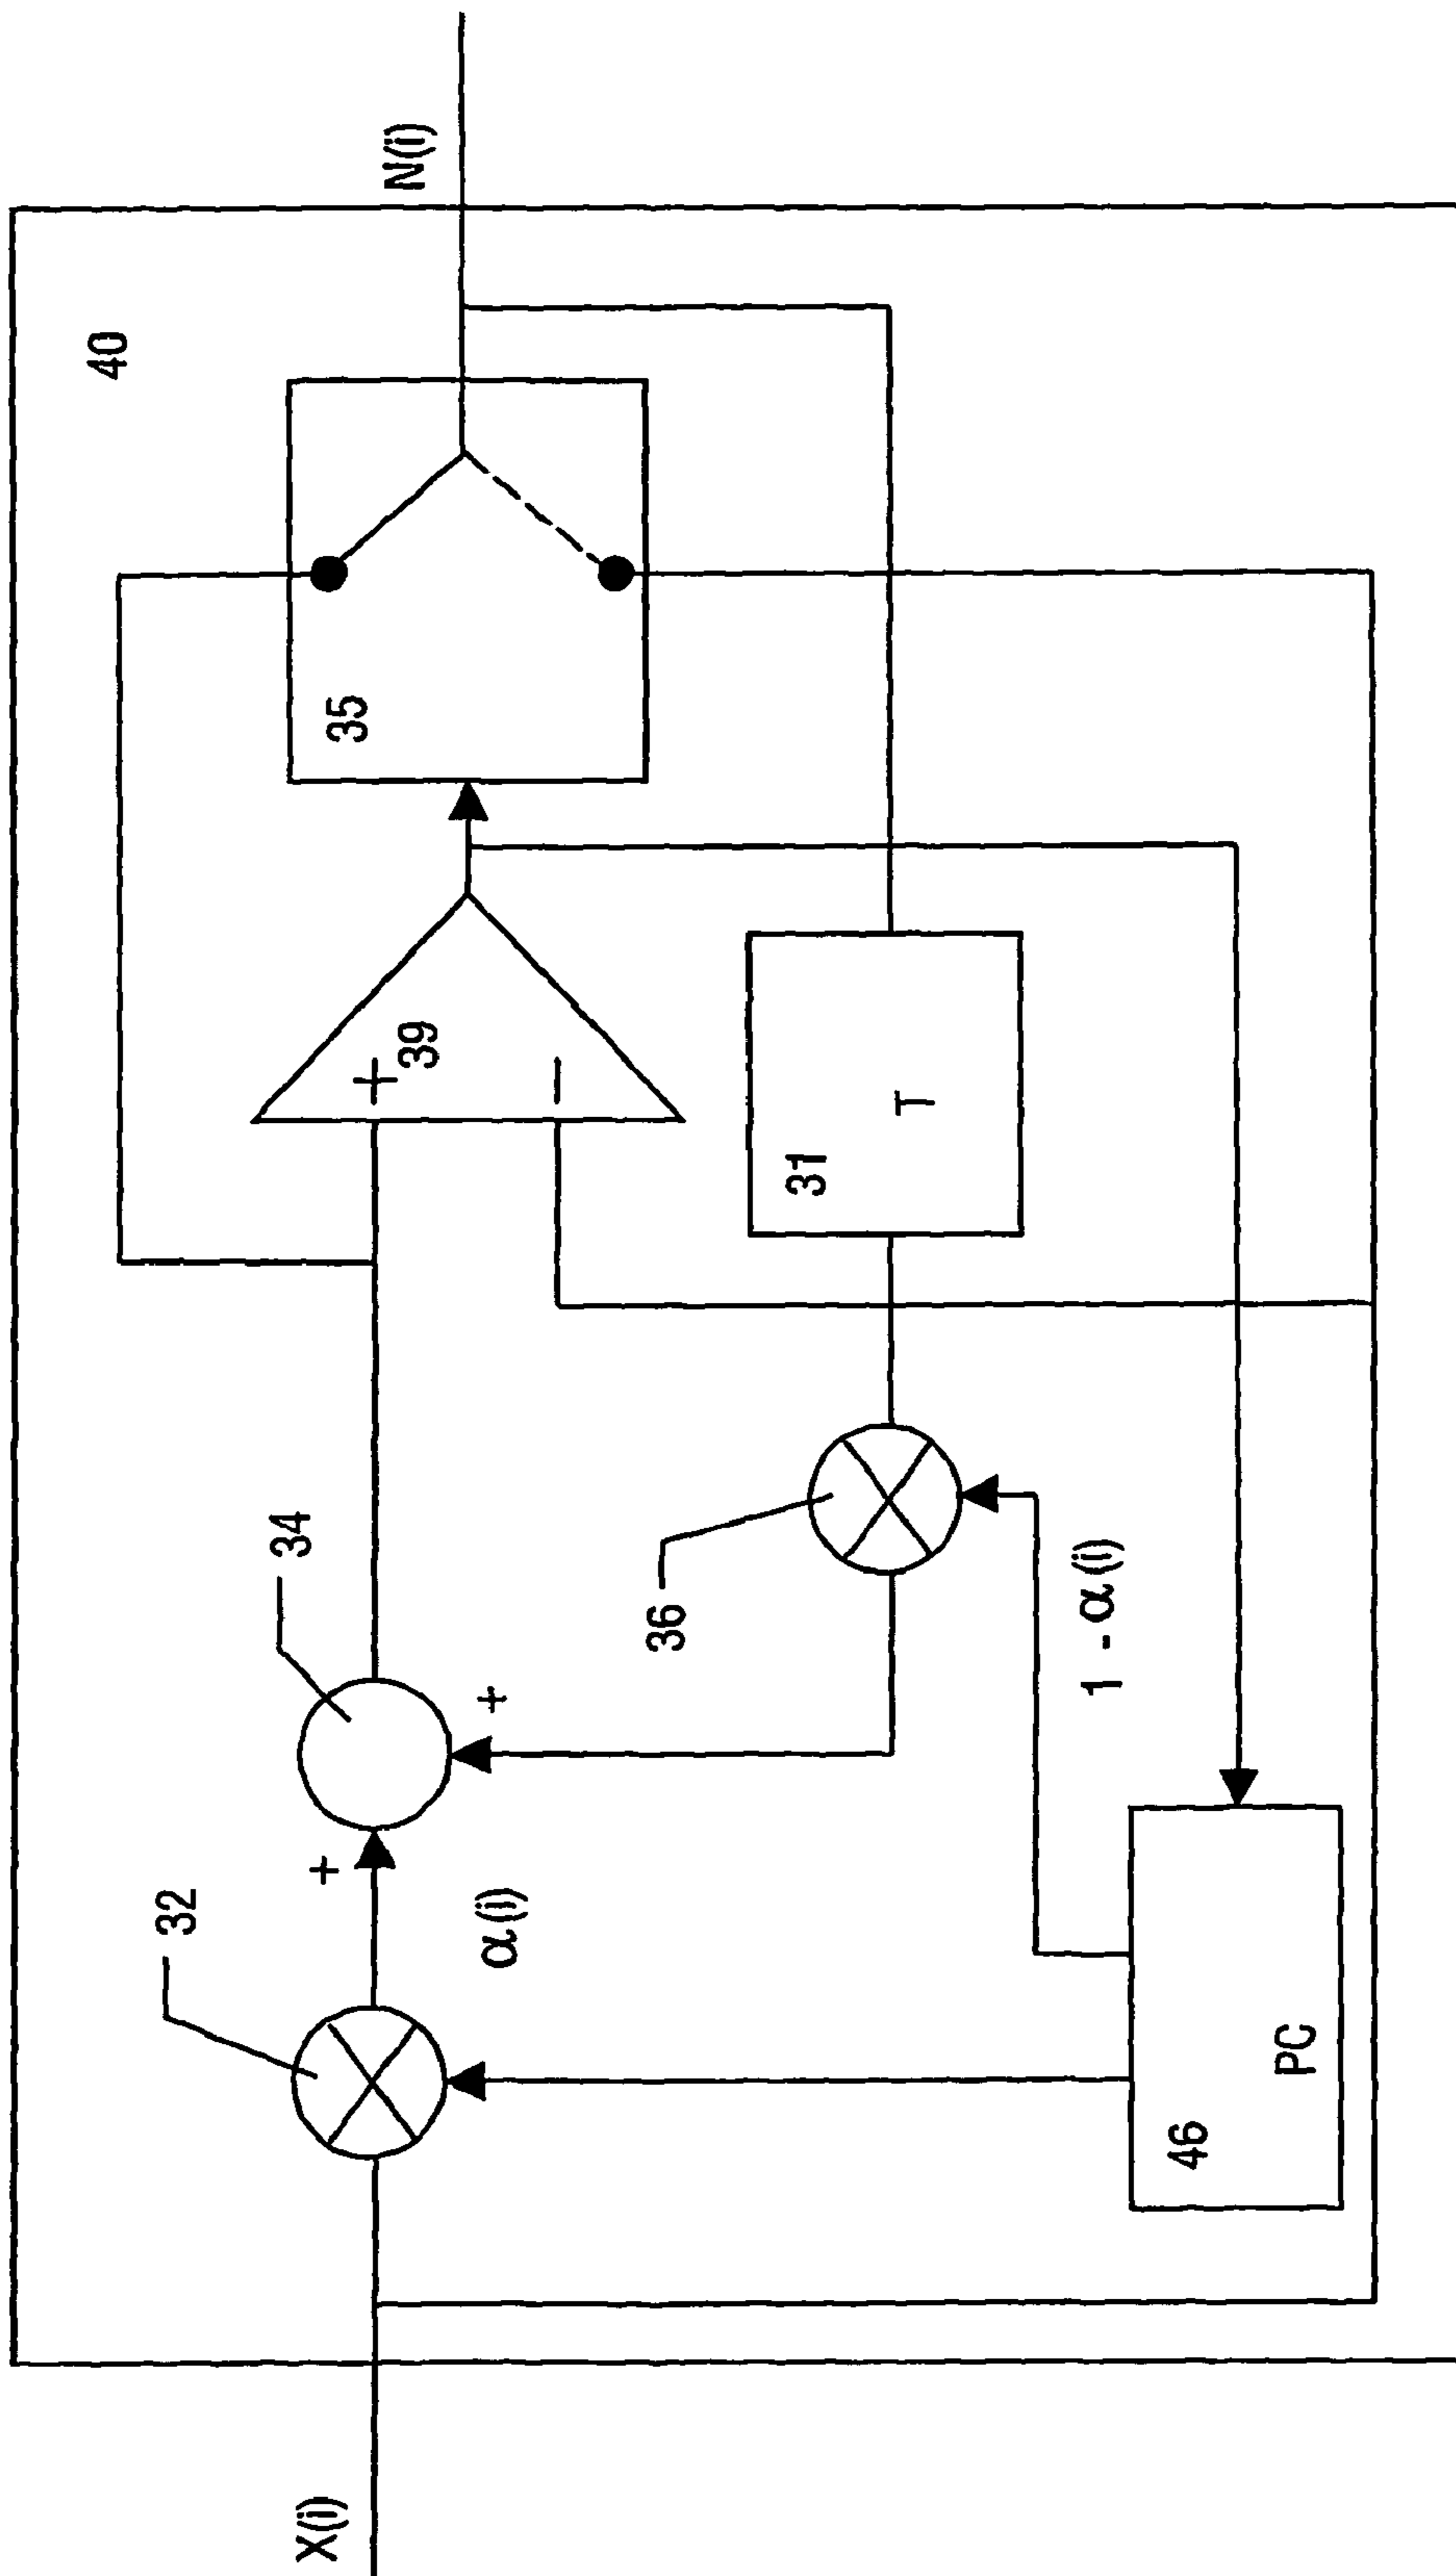 40
N(i)
35
39
+
−
31
T
34
36
+
+
32
α(i)
1 - α(i)
46
PC
X(i)